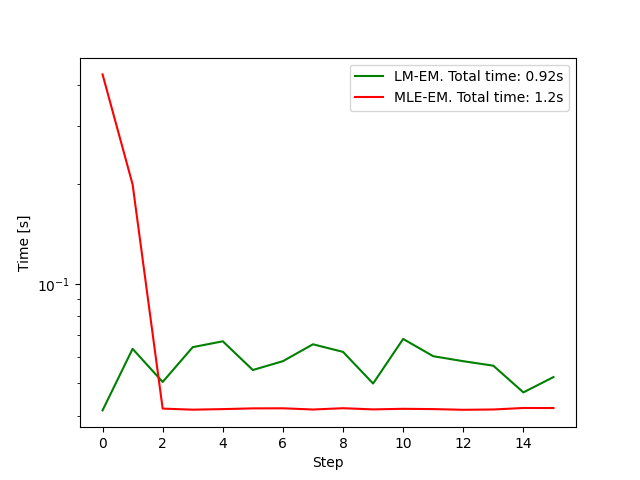 LM-EM. Total time: 0.92s
MLE-EM. Total time: 1.2s
Time [s]
10⁻¹
0 2 4 6 8 10 12 14
Step